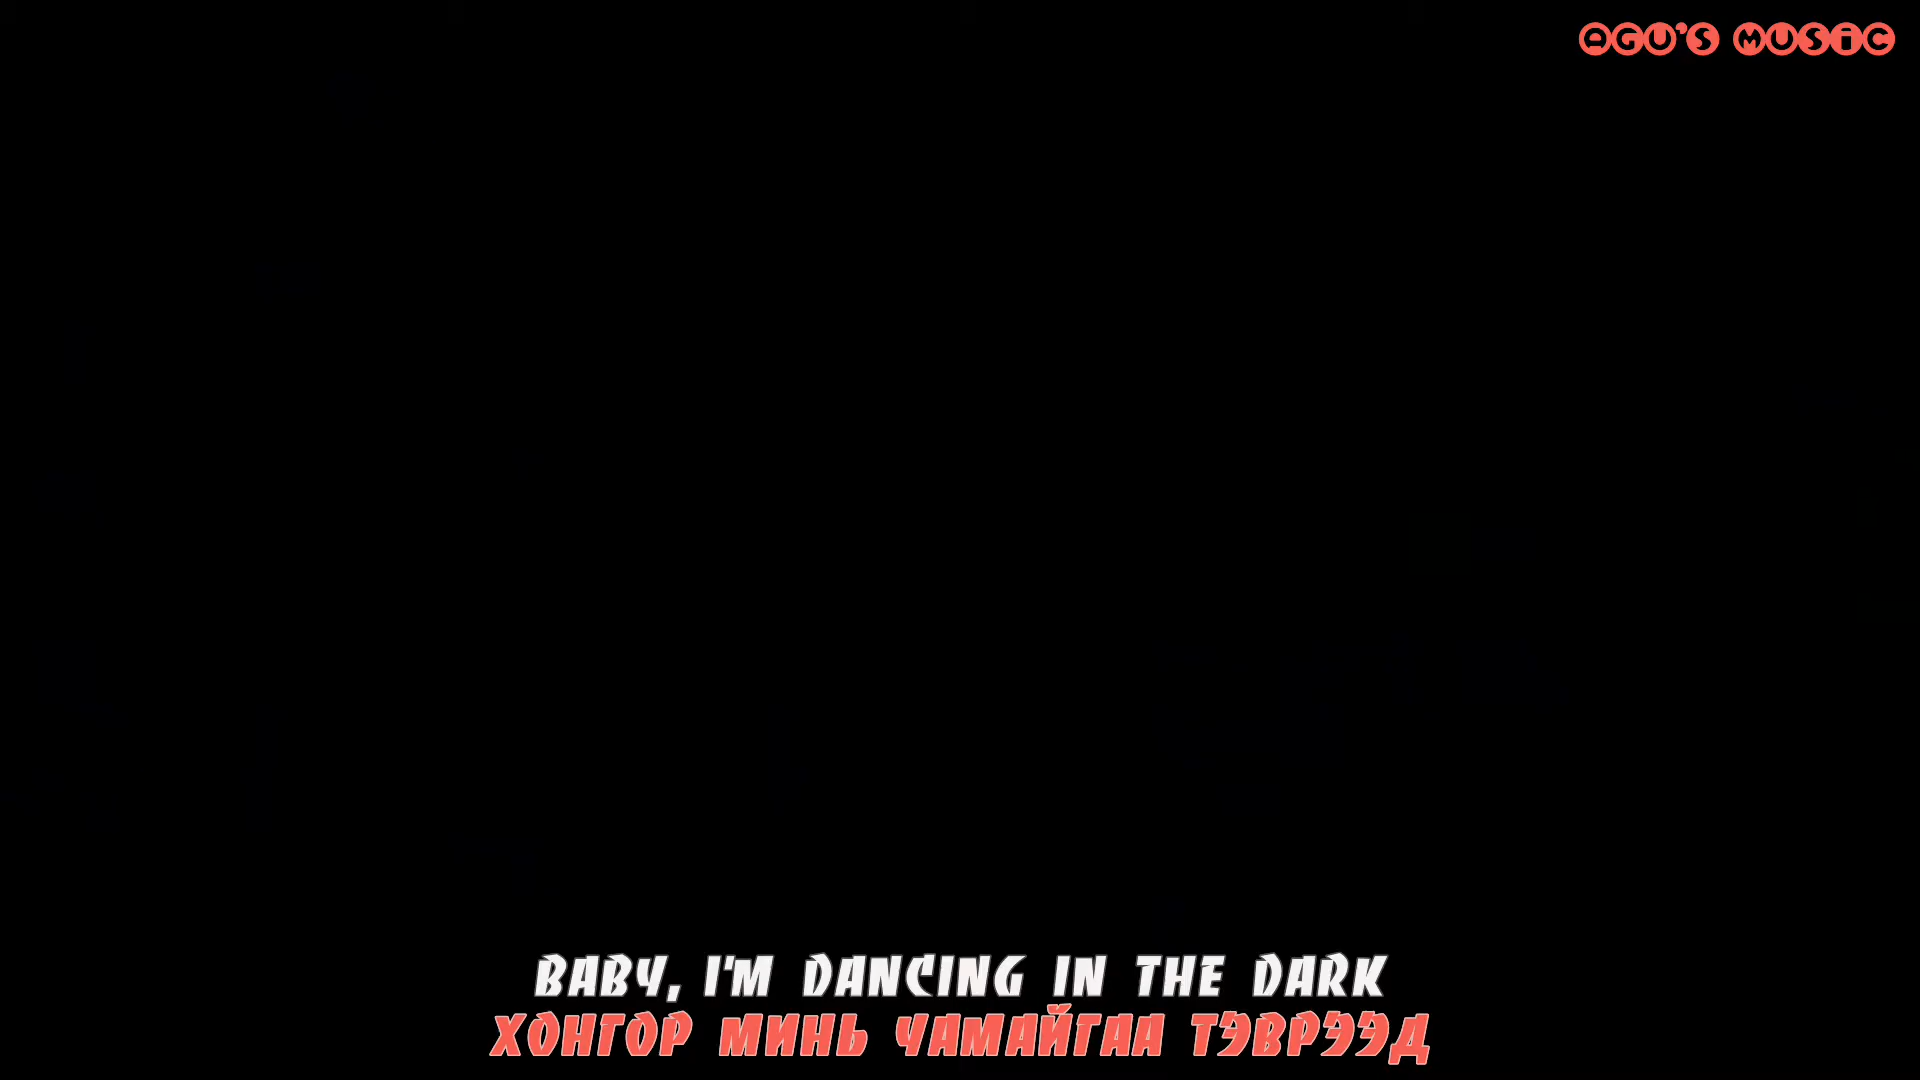 AGU'S MUSIC
BABY, I'M DANCING IN THE DARK
ХОНГОР МИНЬ ЧАМАЙГАА ТЭВРЭЭД